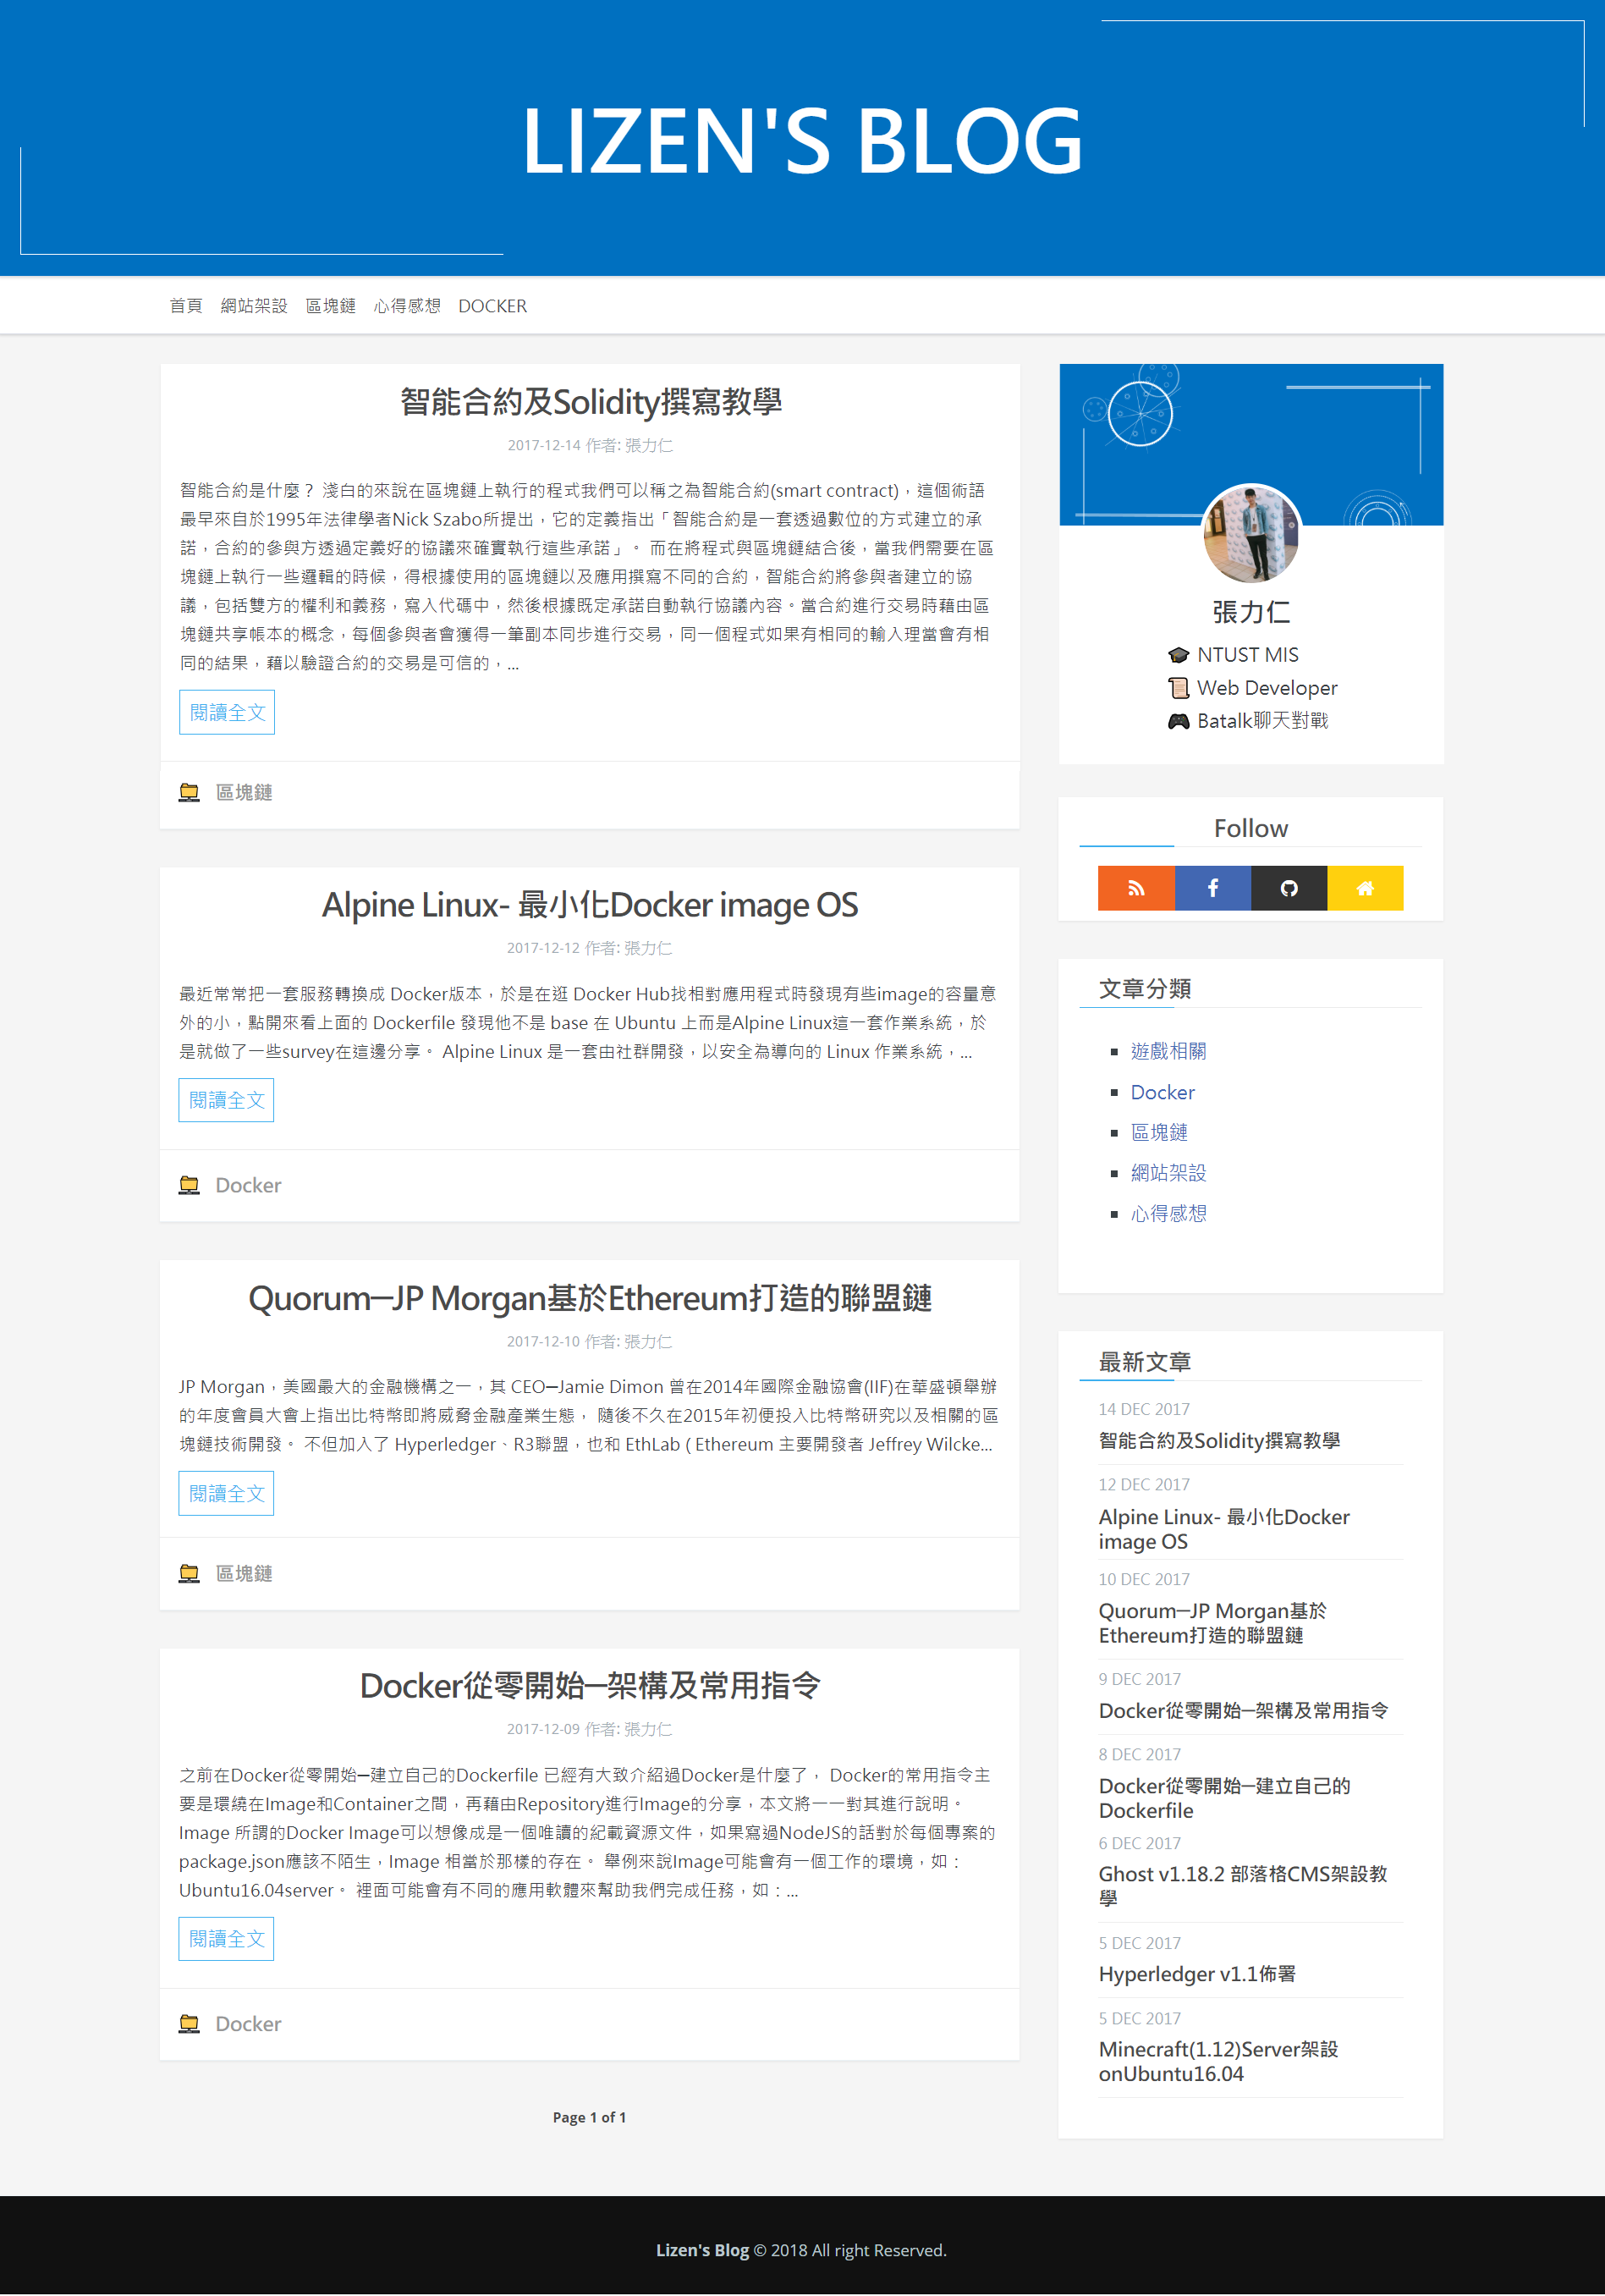 LIZEN'S BLOG
首頁 網站架設 區塊鏈 心得感想 DOCKER
智能合約及Solidity撰寫教學
2017-12-14 作者: 張力仁
智能合約是什麼？ 淺白的來說在區塊鏈上執行的程式我們可以稱之為智能合約(smart contract)，這個術語
最早來自於1995年法律學者Nick Szabo所提出，它的定義指出「智能合約是一套透過數位的方式建立的承
諾，合約的參與方透過定義好的協議來確實執行這些承諾」。 而在將程式與區塊鏈結合後，當我們需要在區
塊鏈上執行一些邏輯的時候，得根據使用的區塊鏈以及應用撰寫不同的合約，智能合約將參與者建立的協
議，包括雙方的權利和義務，寫入代碼中，然後根據既定承諾自動執行協議內容。當合約進行交易時藉由區
塊鏈共享帳本的概念，每個參與者會獲得一筆副本同步進行交易，同一個程式如果有相同的輸入理當會有相
同的結果，藉以驗證合約的交易是可信的，...
閱讀全文
區塊鏈
Alpine Linux- 最小化Docker image OS
2017-12-12 作者: 張力仁
最近常常把一套服務轉換成 Docker版本，於是在逛 Docker Hub找相對應用程式時發現有些image的容量意
外的小，點開來看上面的 Dockerfile 發現他不是 base 在 Ubuntu 上而是Alpine Linux這一套作業系統，於
是就做了一些survey在這邊分享。 Alpine Linux 是一套由社群開發，以安全為導向的 Linux 作業系統，...
閱讀全文
Docker
Quorum─JP Morgan基於Ethereum打造的聯盟鏈
2017-12-10 作者: 張力仁
JP Morgan，美國最大的金融機構之一，其 CEO─Jamie Dimon 曾在2014年國際金融協會(IIF)在華盛頓舉辦
的年度會員大會上指出比特幣即將威脅金融產業生態， 隨後不久在2015年初便投入比特幣研究以及相關的區
塊鏈技術開發。 不但加入了 Hyperledger、R3聯盟，也和 EthLab ( Ethereum 主要開發者 Jeffrey Wilcke...
閱讀全文
區塊鏈
Docker從零開始─架構及常用指令
2017-12-09 作者: 張力仁
之前在Docker從零開始─建立自己的Dockerfile 已經有大致介紹過Docker是什麼了， Docker的常用指令主
要是環繞在Image和Container之間，再藉由Repository進行Image的分享，本文將一一對其進行說明。
Image 所謂的Docker Image可以想像成是一個唯讀的紀載資源文件，如果寫過NodeJS的話對於每個專案的
package.json應該不陌生，Image 相當於那樣的存在。 舉例來說Image可能會有一個工作的環境，如：
Ubuntu16.04server。 裡面可能會有不同的應用軟體來幫助我們完成任務，如：...
閱讀全文
Docker
Page 1 of 1
張力仁
NTUST MIS
Web Developer
Batalk聊天對戰
Follow
文章分類
遊戲相關
Docker
區塊鏈
網站架設
心得感想
最新文章
14 DEC 2017
智能合約及Solidity撰寫教學
12 DEC 2017
Alpine Linux- 最小化Docker
image OS
10 DEC 2017
Quorum─JP Morgan基於
Ethereum打造的聯盟鏈
9 DEC 2017
Docker從零開始─架構及常用指令
8 DEC 2017
Docker從零開始─建立自己的
Dockerfile
6 DEC 2017
Ghost v1.18.2 部落格CMS架設教
學
5 DEC 2017
Hyperledger v1.1佈署
5 DEC 2017
Minecraft(1.12)Server架設
onUbuntu16.04
Lizen's Blog © 2018 All right Reserved.